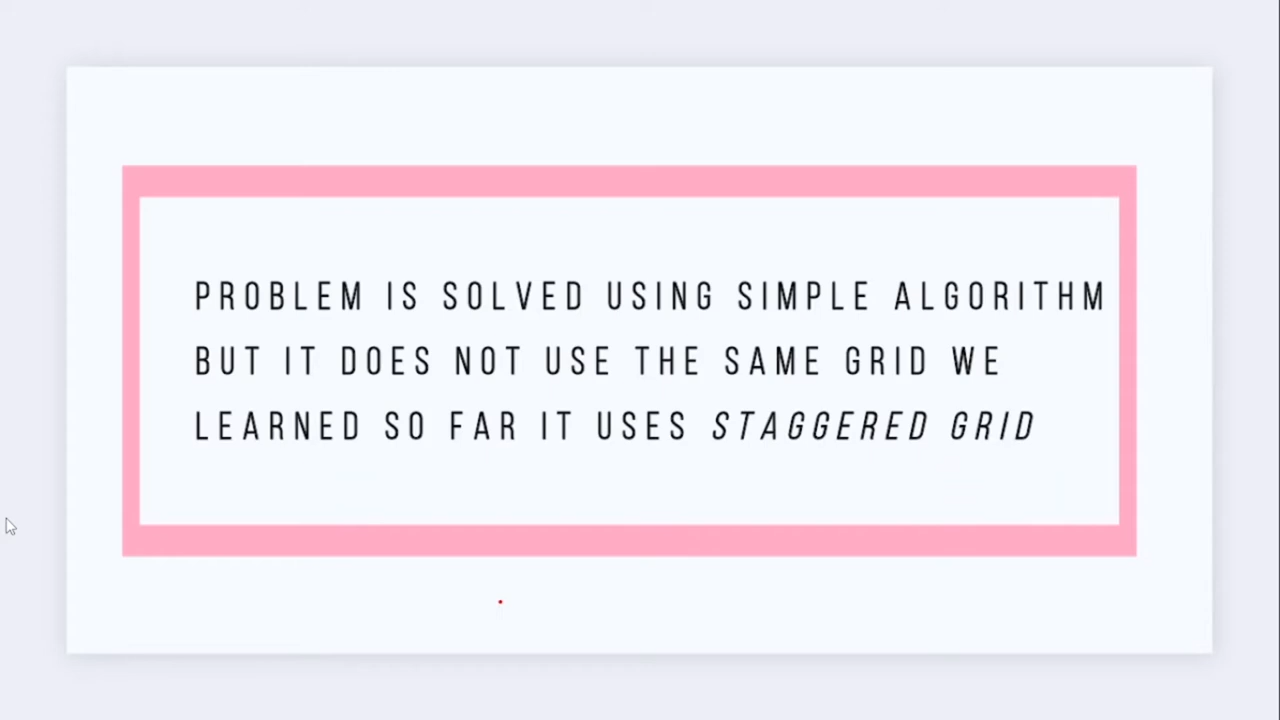 PROBLEM IS SOLVED USING SIMPLE ALGORITHM
BUT IT DOES NOT USE THE SAME GRID WE
LEARNED SO FAR IT USES STAGGERED GRID